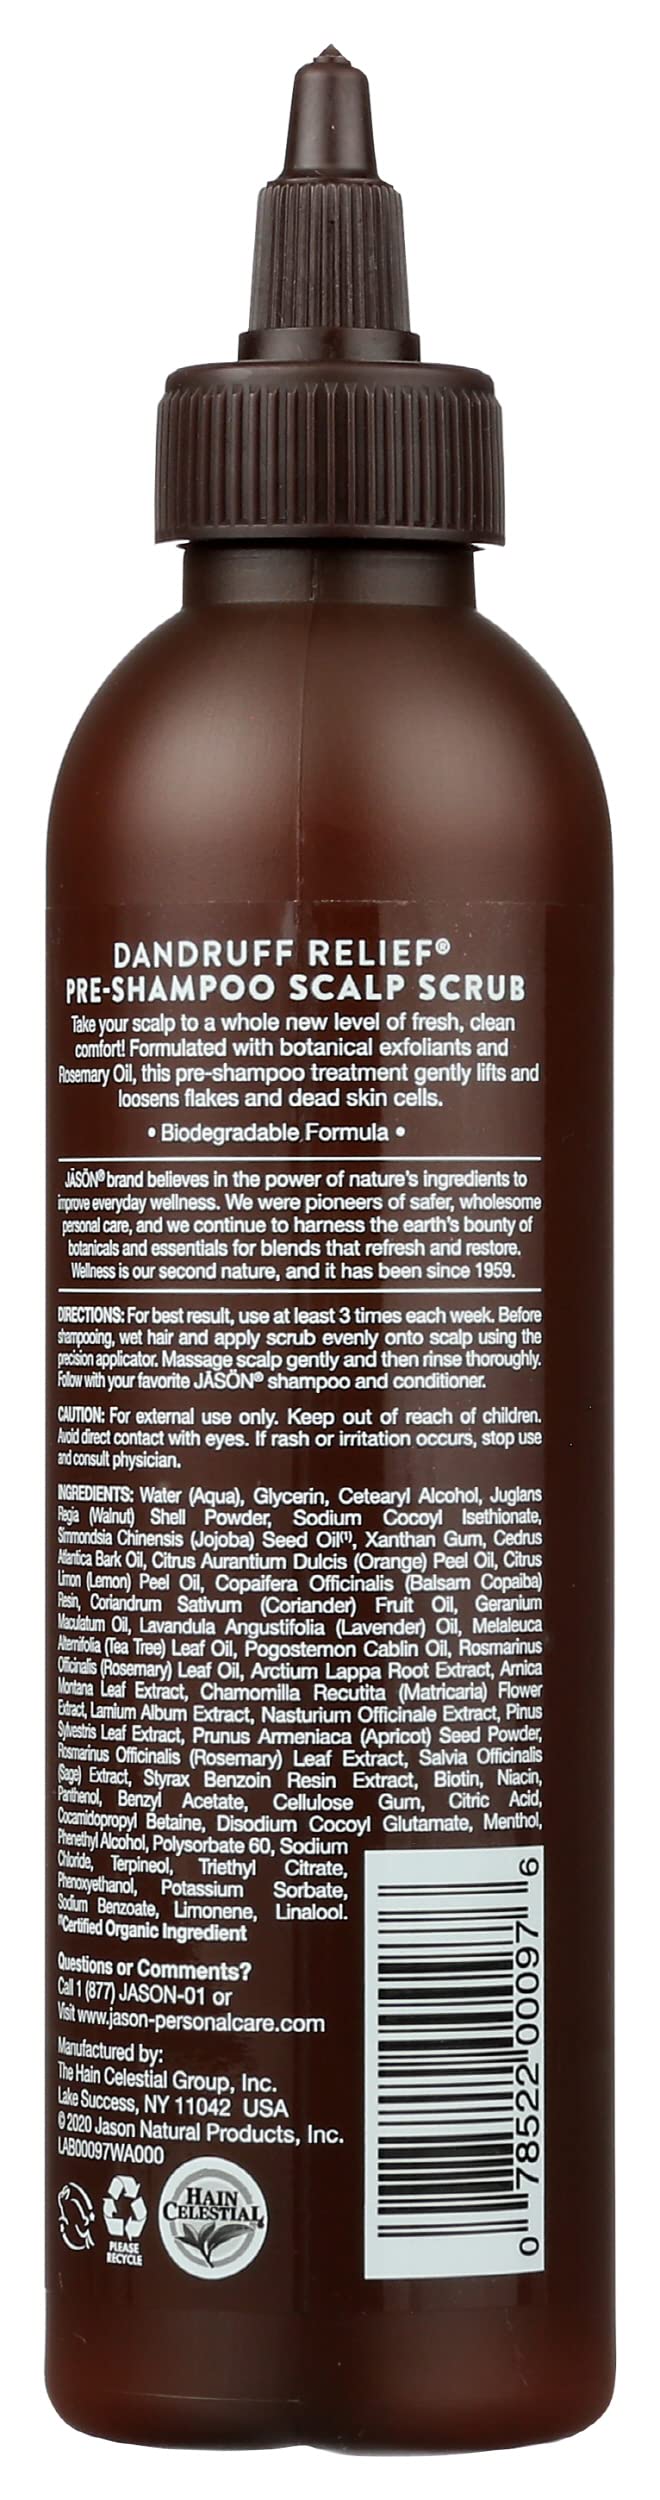 DANDRUFF RELIEF®
PRE-SHAMPOO SCALP SCRUB
Take your scalp to a whole new level of fresh, clean
comfort! Formulated with botanical exfoliants and
Rosemary Oil, this pre-shampoo treatment gently lifts and
loosens flakes and dead skin cells.
• Biodegradable Formula •
JĀSÖN® brand believes in the power of nature's ingredients to
improve everyday wellness. We were pioneers of safer, wholesome
personal care, and we continue to harness the earth's bounty of
botanicals and essentials for blends that refresh and restore.
Wellness is our second nature, and it has been since 1959.
DIRECTIONS: For best result, use at least 3 times each week. Before
shampooing, wet hair and apply scrub evenly onto scalp using the
precision applicator. Massage scalp gently and then rinse thoroughly.
Follow with your favorite JĀSÖN® shampoo and conditioner.
CAUTION: For external use only. Keep out of reach of children.
Avoid direct contact with eyes. If rash or irritation occurs, stop use
and consult physician.
INGREDIENTS: Water (Aqua), Glycerin, Cetearyl Alcohol, Juglans
Regia (Walnut) Shell Powder, Sodium Cocoyl Isethionate,
Simmondsia Chinensis (Jojoba) Seed Oil⁽¹⁾, Xanthan Gum, Cedrus
Atlantica Bark Oil, Citrus Aurantium Dulcis (Orange) Peel Oil, Citrus
Limon (Lemon) Peel Oil, Copaifera Officinalis (Balsam Copaiba)
Resin, Coriandrum Sativum (Coriander) Fruit Oil, Geranium
Maculatum Oil, Lavandula Angustifolia (Lavender) Oil, Melaleuca
Alternifolia (Tea Tree) Leaf Oil, Pogostemon Cablin Oil, Rosmarinus
Officinalis (Rosemary) Leaf Oil, Arctium Lappa Root Extract, Arnica
Montana Leaf Extract, Chamomilla Recutita (Matricaria) Flower
Extract, Lamium Album Extract, Nasturium Officinale Extract, Pinus
Sylvestris Leaf Extract, Prunus Armeniaca (Apricot) Seed Powder,
Rosmarinus Officinalis (Rosemary) Leaf Extract, Salvia Officinalis
(Sage) Extract, Styrax Benzoin Resin Extract, Biotin, Niacin,
Panthenol, Benzyl Acetate, Cellulose Gum, Citric Acid,
Cocamidopropyl Betaine, Disodium Cocoyl Glutamate, Menthol,
Phenethyl Alcohol, Polysorbate 60, Sodium
Chloride, Terpineol, Triethyl Citrate,
Phenoxyethanol, Potassium Sorbate,
Sodium Benzoate, Limonene, Linalool.
⁽¹⁾Certified Organic Ingredient
Questions or Comments?
Call 1 (877) JASON-01 or
Visit www.jason-personalcare.com
Manufactured by:
The Hain Celestial Group, Inc.
Lake Success, NY 11042 USA
© 2020 Jason Natural Products, Inc.
LAB00097WA000
PLEASE
RECYCLE
HAIN
CELESTIAL
0 78522 00097 6